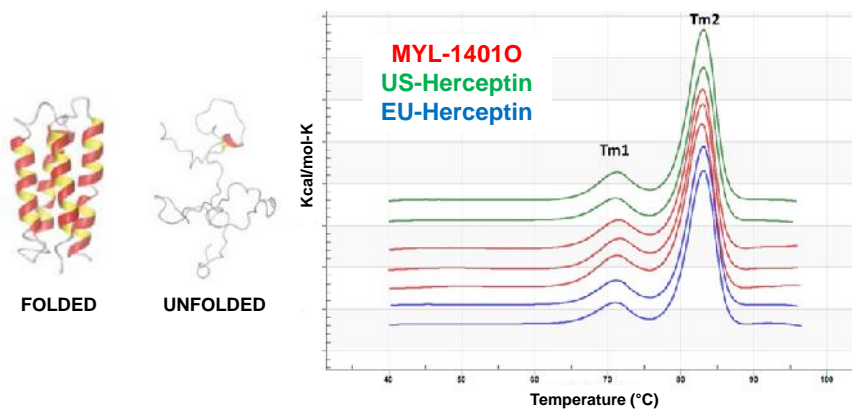 Tm2
MYL-1401O
US-Herceptin
EU-Herceptin
Tm1
Kcal/mol-K
FOLDED
UNFOLDED
40 50 60 70 80 90 100
Temperature (°C)